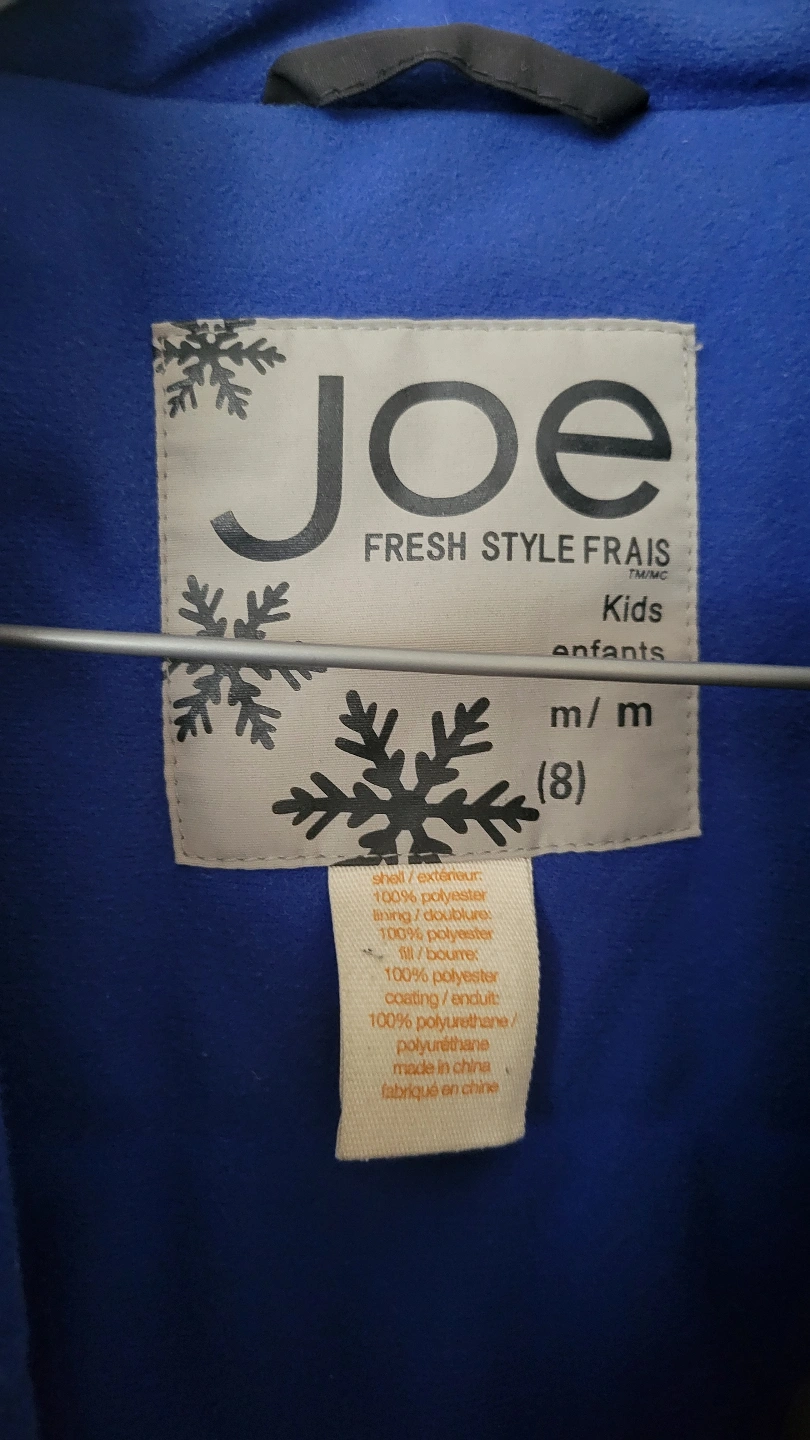 Joe
FRESH STYLE FRAIS
TM/MC
Kids
enfants
m/ m
(8)
shell / extérieur:
100% polyester
lining / doublure:
100% polyester
fill / bourre:
100% polyester
coating / enduit:
100% polyurethane /
polyuréthane
made in china
fabriqué en chine